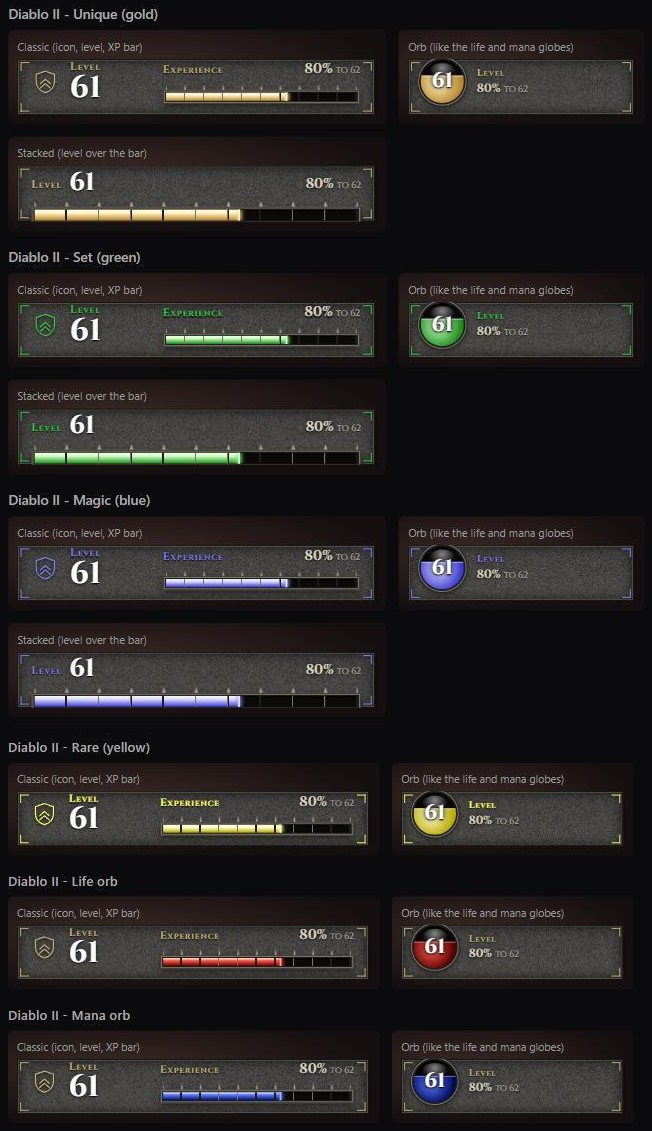 Diablo II - Unique (gold)
Classic (icon, level, XP bar)
Level
61
Experience
80% to 62
Orb (like the life and mana globes)
61
Level
80% to 62
Stacked (level over the bar)
Level 61
80% to 62
Diablo II - Set (green)
Classic (icon, level, XP bar)
Level
61
Experience
80% to 62
Orb (like the life and mana globes)
61
Level
80% to 62
Stacked (level over the bar)
Level 61
80% to 62
Diablo II - Magic (blue)
Classic (icon, level, XP bar)
Level
61
Experience
80% to 62
Orb (like the life and mana globes)
61
Level
80% to 62
Stacked (level over the bar)
Level 61
80% to 62
Diablo II - Rare (yellow)
Classic (icon, level, XP bar)
Level
61
Experience
80% to 62
Orb (like the life and mana globes)
61
Level
80% to 62
Diablo II - Life orb
Classic (icon, level, XP bar)
Level
61
Experience
80% to 62
Orb (like the life and mana globes)
61
Level
80% to 62
Diablo II - Mana orb
Classic (icon, level, XP bar)
Level
61
Experience
80% to 62
Orb (like the life and mana globes)
61
Level
80% to 62